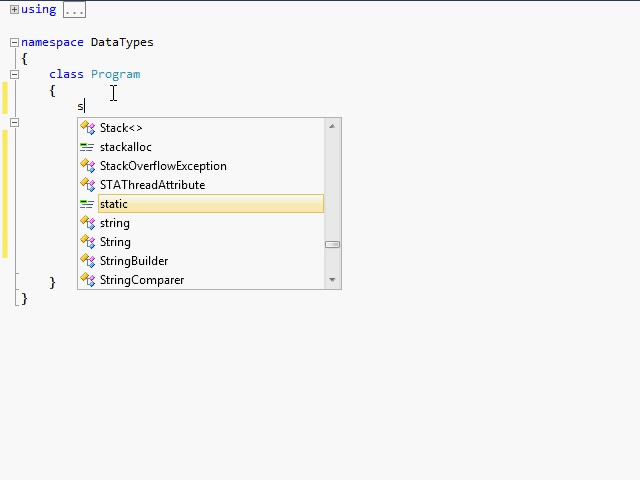 using ...
namespace DataTypes
{
class Program
{
s
Stack<>
stackalloc
StackOverflowException
STAThreadAttribute
static
string
String
StringBuilder
StringComparer
}
}